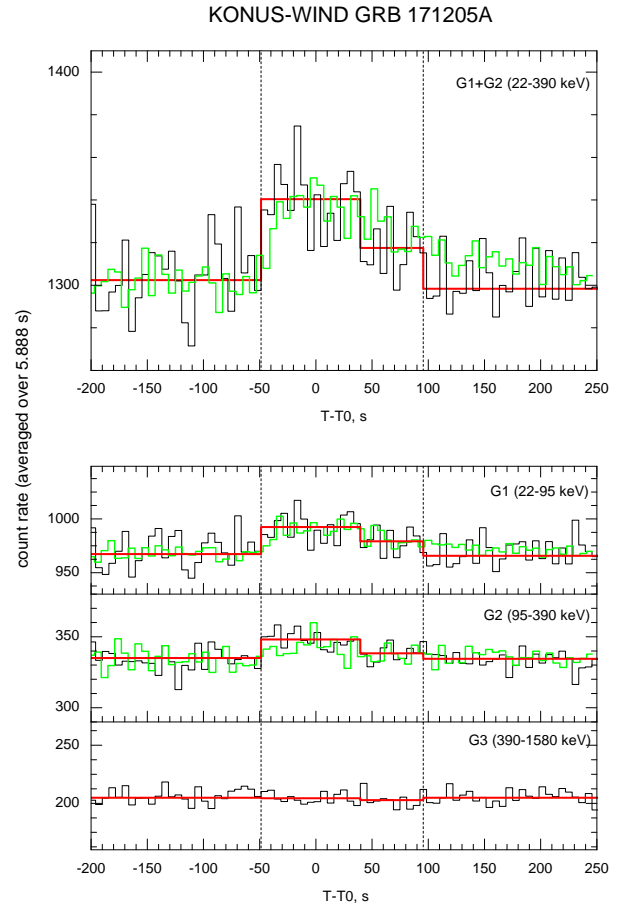 KONUS-WIND GRB 171205A
G1+G2 (22-390 keV)
1400
1300
-200 -150 -100 -50 0 50 100 150 200 250
T-T0, s
count rate (averaged over 5.888 s)
G1 (22-95 keV)
1000
950
G2 (95-390 keV)
350
300
G3 (390-1580 keV)
250
200
-200 -150 -100 -50 0 50 100 150 200 250
T-T0, s